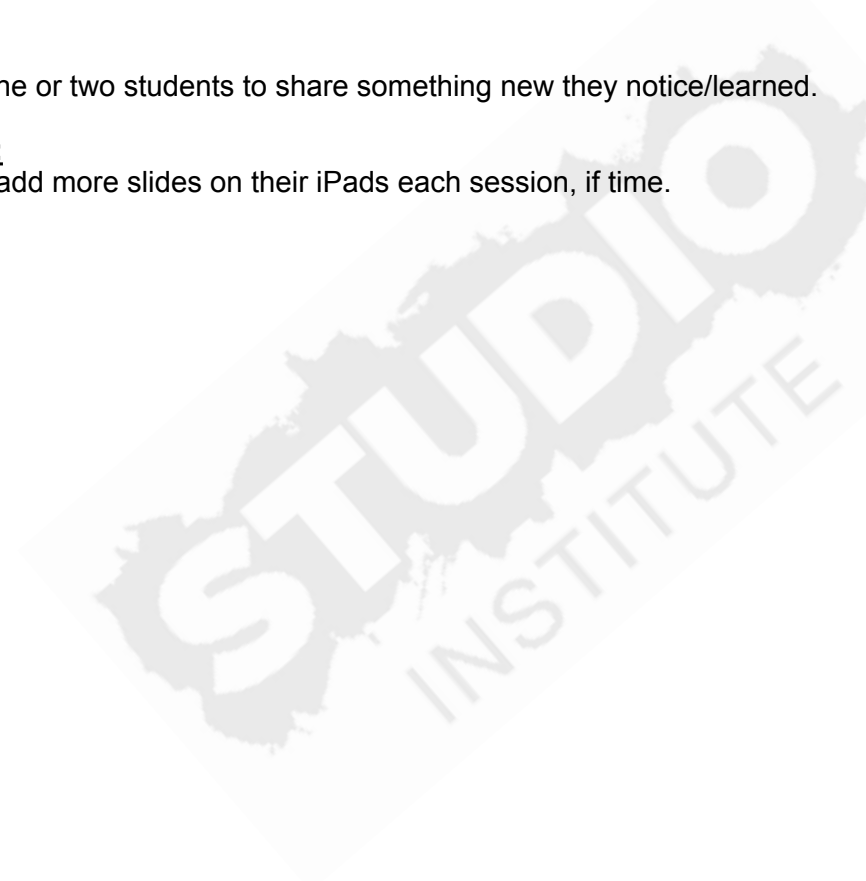 ne or two students to share something new they notice/learned.
:
add more slides on their iPads each session, if time.
STUDIO
INSTITUTE